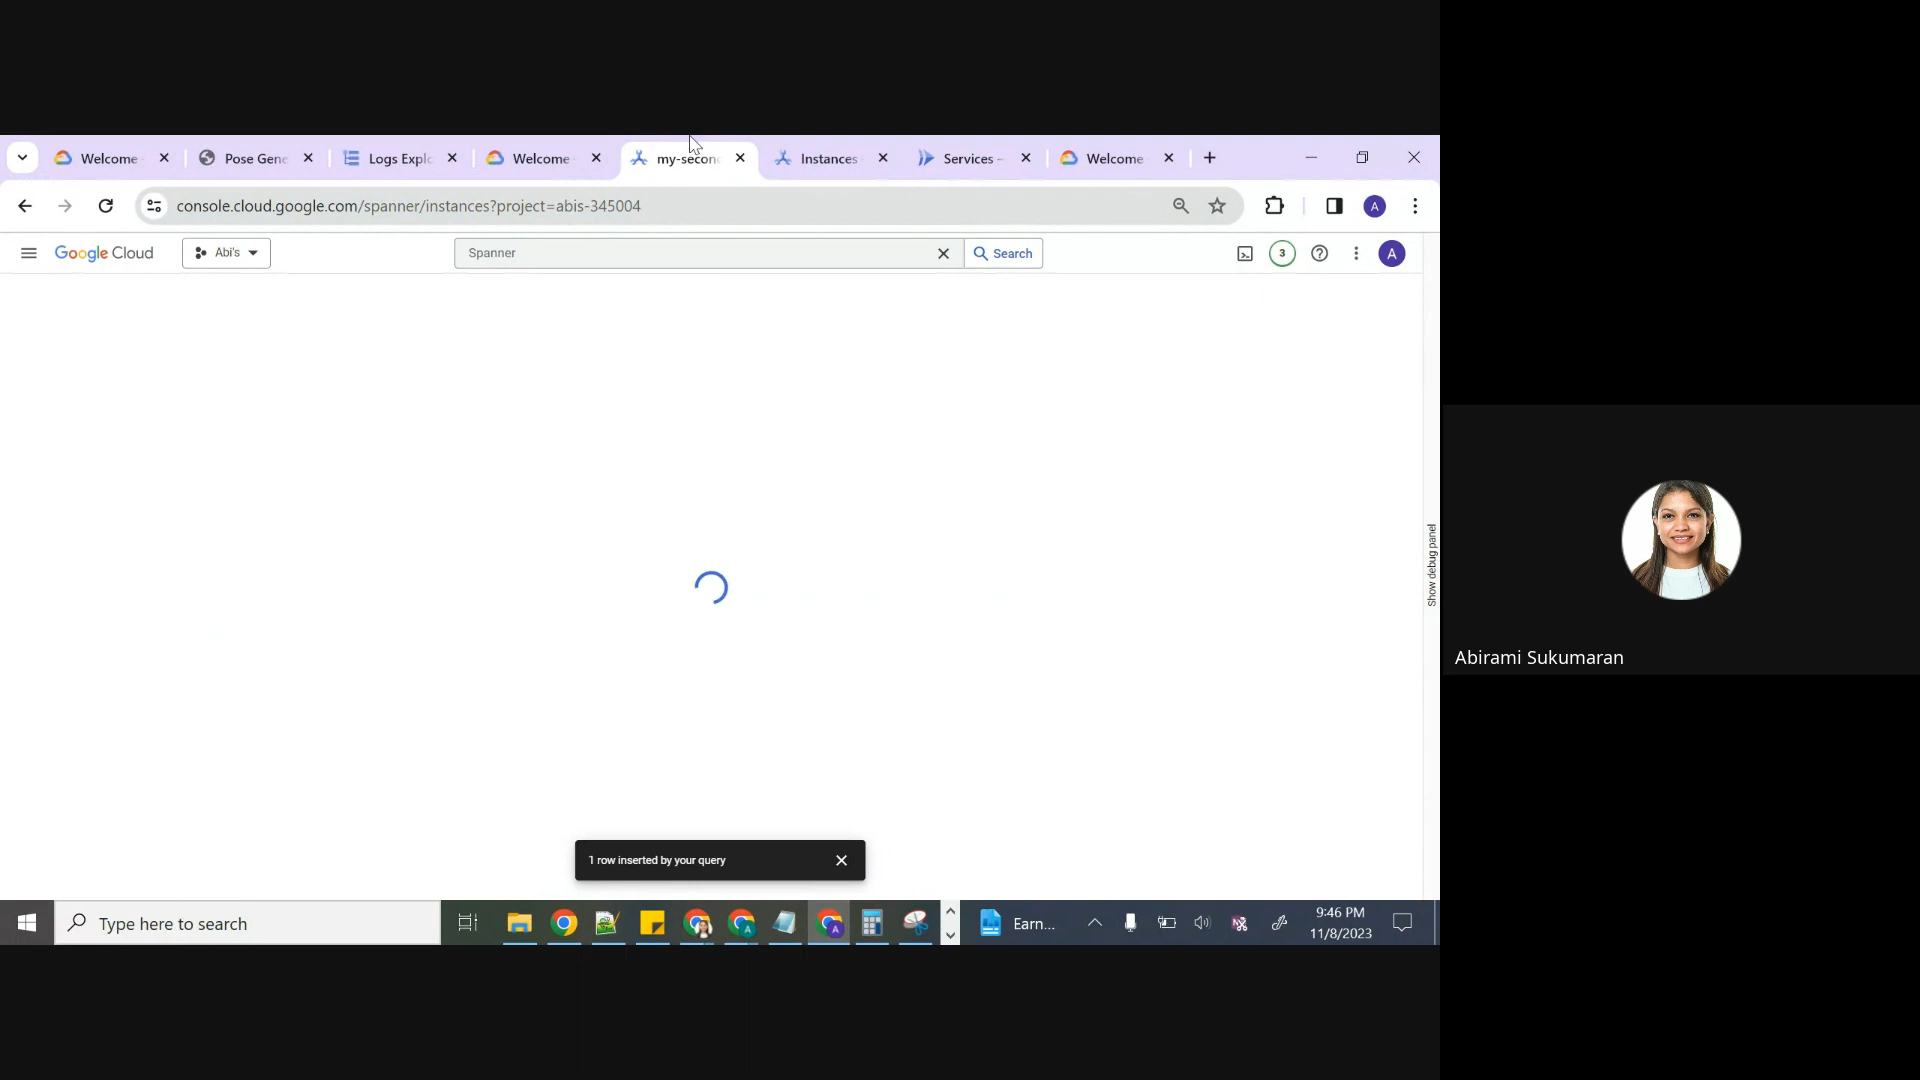 Welcome
Pose Gene
Logs Explo
Welcome
my-secon
Instances
Services –
Welcome
console.cloud.google.com/spanner/instances?project=abis-345004
A
Google Cloud
Abi's
Spanner
Search
3
A
Show debug panel
Abirami Sukumaran
1 row inserted by your query
Type here to search
A
A
Earn...
9:46 PM
11/8/2023